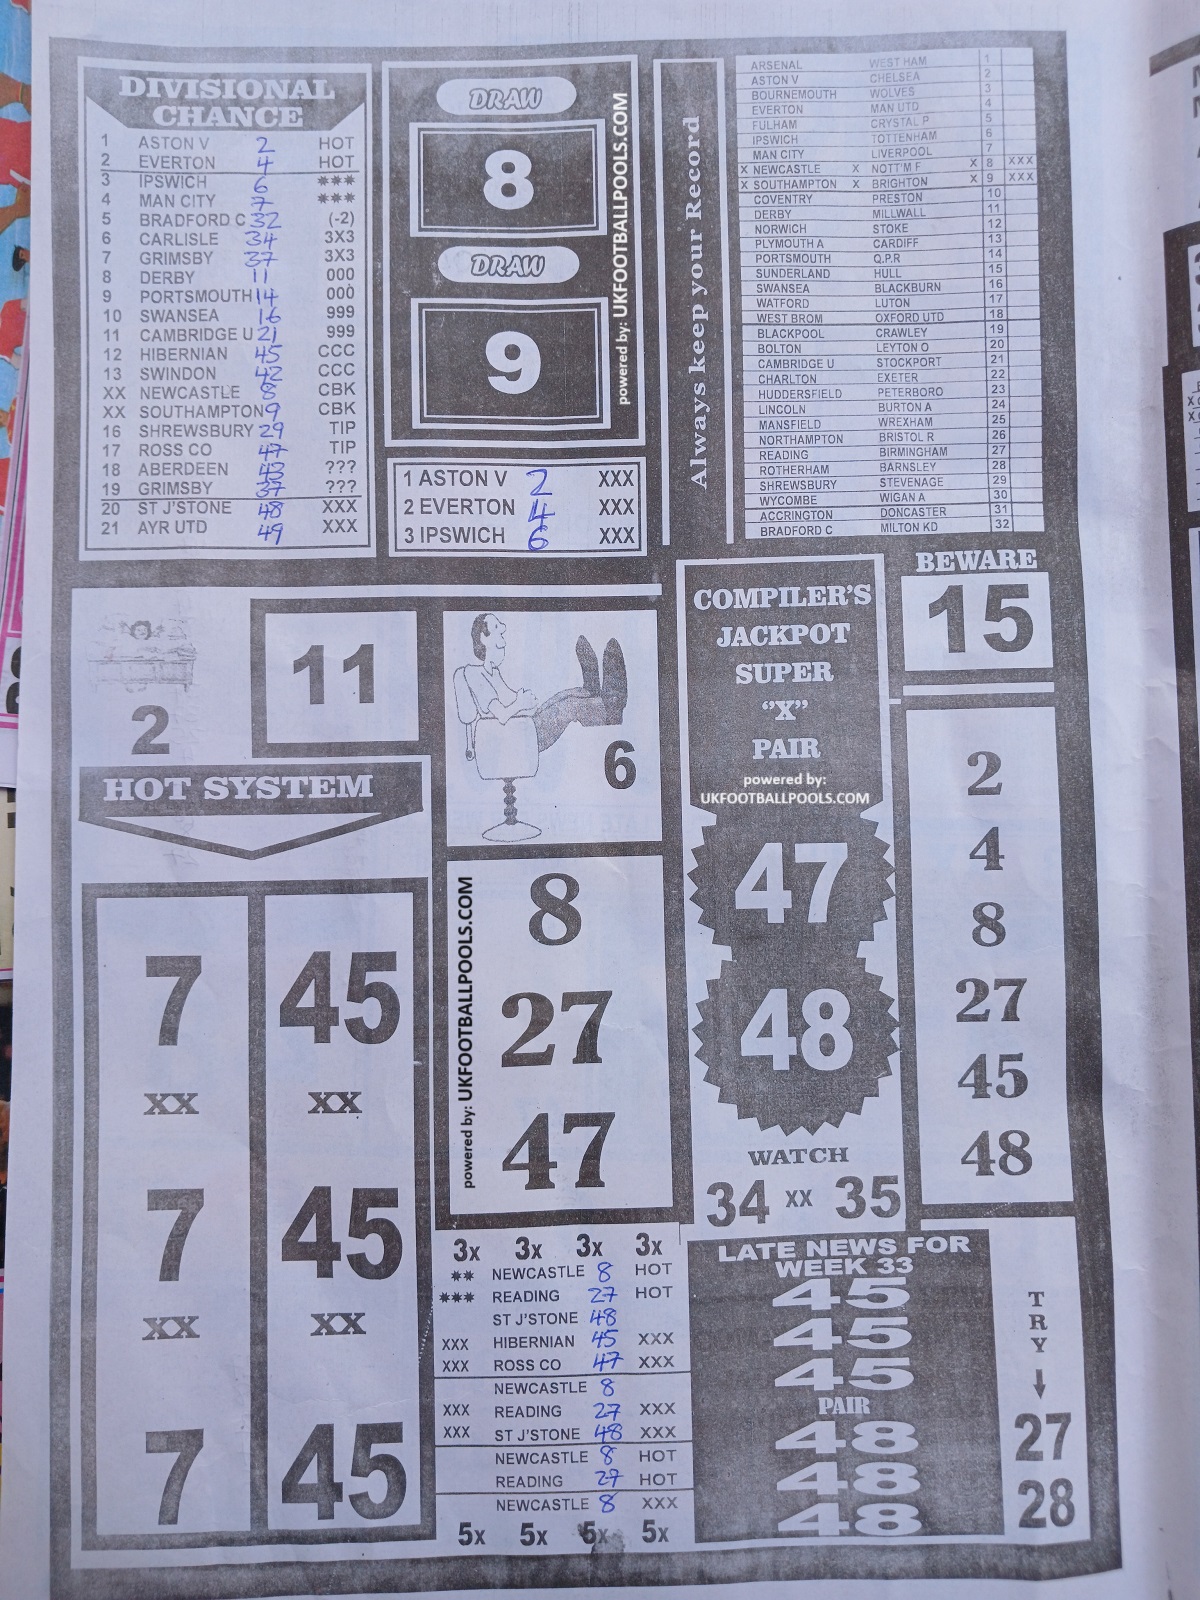 DIVISIONAL
CHANCE
1 ASTON V 2 HOT
2 EVERTON 4 HOT
3 IPSWICH 6 ***
4 MAN CITY 7 ***
5 BRADFORD C 32 (-2)
6 CARLISLE 34 3X3
7 GRIMSBY 37 3X3
8 DERBY 11 000
9 PORTSMOUTH 14 000
10 SWANSEA 16 999
11 CAMBRIDGE U 21 999
12 HIBERNIAN 45 CCC
13 SWINDON 42 CCC
XX NEWCASTLE 8 CBK
XX SOUTHAMPTON 9 CBK
16 SHREWSBURY 29 TIP
17 ROSS CO 47 TIP
18 ABERDEEN 43 ???
19 GRIMSBY 37 ???
20 ST J'STONE 48 XXX
21 AYR UTD 49 XXX
DRAW
8
DRAW
9
powered by: UKFOOTBALLPOOLS.COM
1 ASTON V 2 XXX
2 EVERTON 4 XXX
3 IPSWICH 6 XXX
Always keep your Record
ARSENAL WEST HAM 1
ASTON V CHELSEA 2
BOURNEMOUTH WOLVES 3
EVERTON MAN UTD 4
FULHAM CRYSTAL P 5
IPSWICH TOTTENHAM 6
MAN CITY LIVERPOOL 7
X NEWCASTLE X NOTT'M F X 8 XXX
X SOUTHAMPTON X BRIGHTON X 9 XXX
COVENTRY PRESTON 10
DERBY MILLWALL 11
NORWICH STOKE 12
PLYMOUTH A CARDIFF 13
PORTSMOUTH Q.P.R 14
SUNDERLAND HULL 15
SWANSEA BLACKBURN 16
WATFORD LUTON 17
WEST BROM OXFORD UTD 18
BLACKPOOL CRAWLEY 19
BOLTON LEYTON O 20
CAMBRIDGE U STOCKPORT 21
CHARLTON EXETER 22
HUDDERSFIELD PETERBORO 23
LINCOLN BURTON A 24
MANSFIELD WREXHAM 25
NORTHAMPTON BRISTOL R 26
READING BIRMINGHAM 27
ROTHERHAM BARNSLEY 28
SHREWSBURY STEVENAGE 29
WYCOMBE WIGAN A 30
ACCRINGTON DONCASTER 31
BRADFORD C MILTON KD 32
2
11
6
HOT SYSTEM
7 45
XX XX
7 45
XX XX
7 45
powered by: UKFOOTBALLPOOLS.COM
8
27
47
COMPILER'S
JACKPOT
SUPER
"X"
PAIR
powered by:
UKFOOTBALLPOOLS.COM
47
48
WATCH
34 XX 35
BEWARE
15
2
4
8
27
45
48
3x 3x 3x 3x
** NEWCASTLE 8 HOT
*** READING 27 HOT
ST J'STONE 48
XXX HIBERNIAN 45 XXX
XXX ROSS CO 47 XXX
NEWCASTLE 8
XXX READING 27 XXX
XXX ST J'STONE 48 XXX
NEWCASTLE 8 HOT
READING 27 HOT
NEWCASTLE 8 XXX
5x 5x 5x 5x
LATE NEWS FOR
WEEK 33
45
45
45
PAIR
48
48
48
TRY
27
28